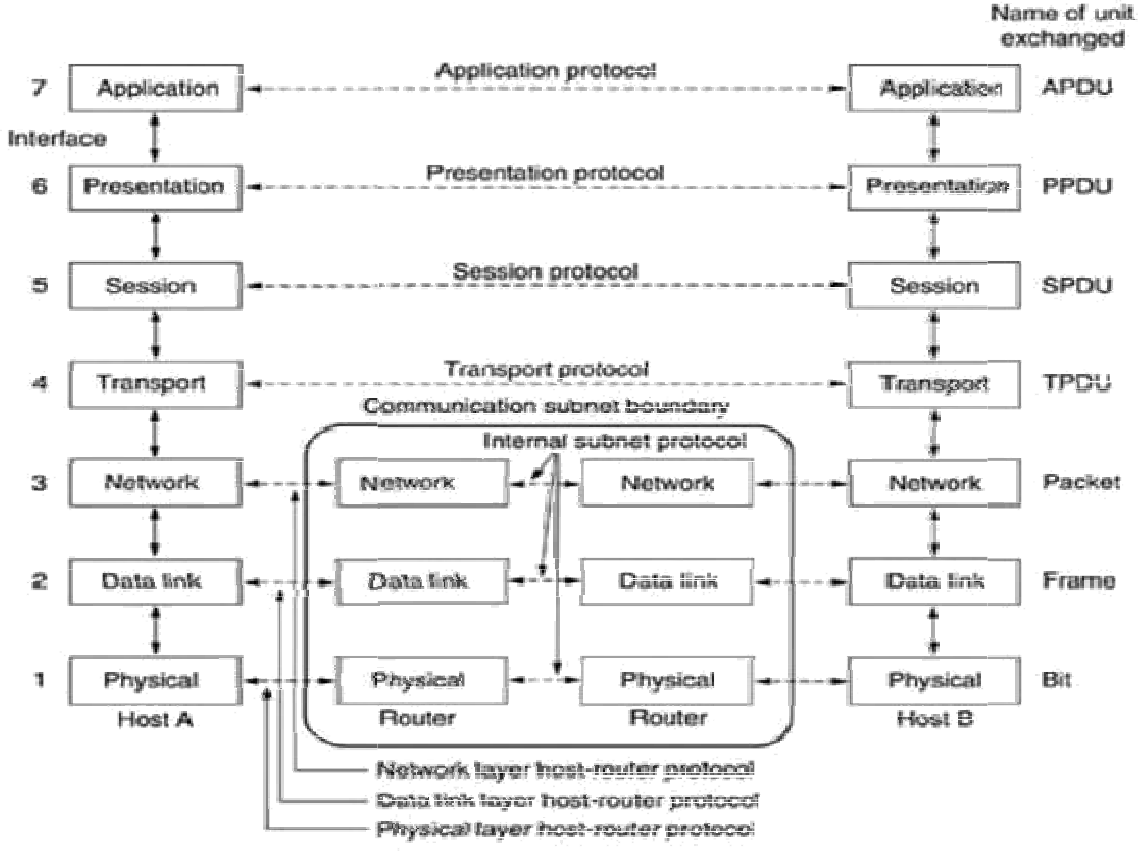 Name of unit
exchanged
7 Application Application protocol Application APDU
Interface
6 Presentation Presentation protocol Presentation PPDU
5 Session Session protocol Session SPDU
4 Transport Transport protocol Transport TPDU
Communication subnet boundary
Internal subnet protocol
3 Network Network Network Network Packet
2 Data link Data link Data link Data link Frame
1 Physical Physical Physical Physical Bit
Host A Router Router Host B
Network layer host-router protocol
Data link layer host-router protocol
Physical layer host-router protocol